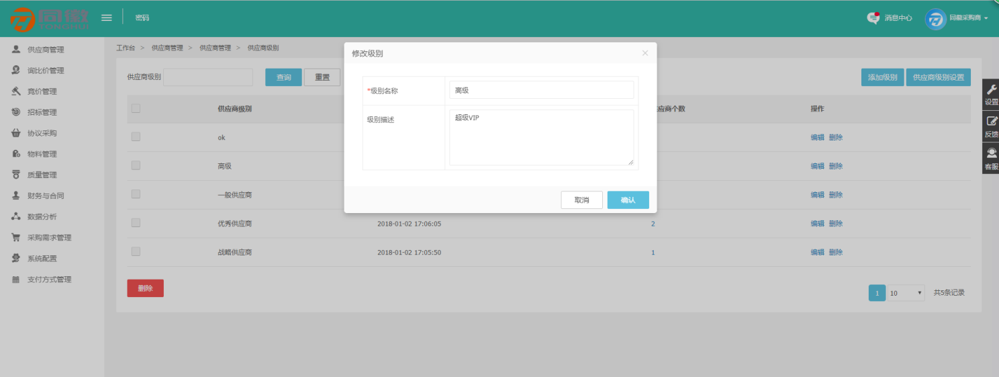 同徽
TONGHUI
密码
消息中心
同徽采购商
供应商管理
询比价管理
竞价管理
招标管理
协议采购
物料管理
质量管理
财务与合同
数据分析
采购需求管理
系统配置
支付方式管理
工作台 > 供应商管理 > 供应商管理 > 供应商级别
供应商级别 查询 重置 添加级别 供应商级别设置
供应商级别 应商个数 操作
ok 编辑 删除
高级 编辑 删除
一般供应商 编辑 删除
优秀供应商 2018-01-02 17:06:05 2 编辑 删除
战略供应商 2018-01-02 17:05:50 1 编辑 删除
删除
1 10 共5条记录
修改级别
*级别名称 高级
级别描述 超级VIP
取消 确认
设置
反馈
客服